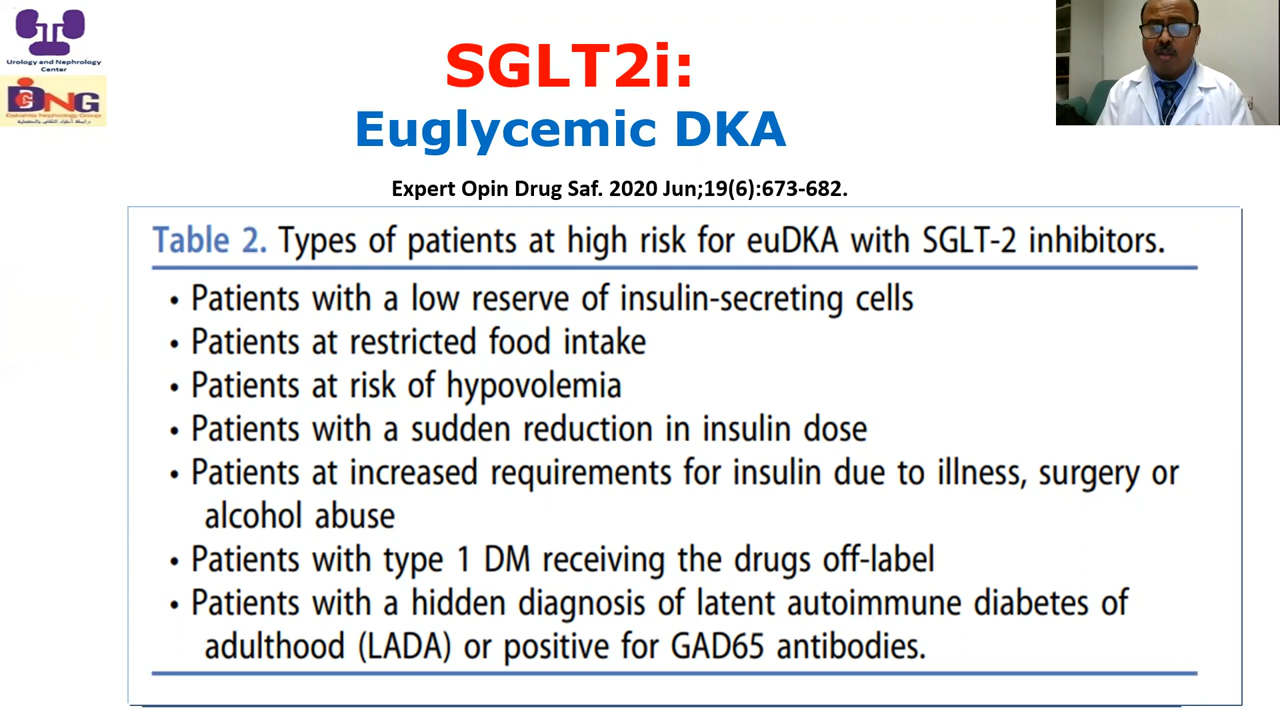 Urology and Nephrology
Center
DCNG
Dakahlia Nephrology Group
SGLT2i:
Euglycemic DKA
Expert Opin Drug Saf. 2020 Jun;19(6):673-682.
Table 2. Types of patients at high risk for euDKA with SGLT-2 inhibitors.
• Patients with a low reserve of insulin-secreting cells
• Patients at restricted food intake
• Patients at risk of hypovolemia
• Patients with a sudden reduction in insulin dose
• Patients at increased requirements for insulin due to illness, surgery or
alcohol abuse
• Patients with type 1 DM receiving the drugs off-label
• Patients with a hidden diagnosis of latent autoimmune diabetes of
adulthood (LADA) or positive for GAD65 antibodies.